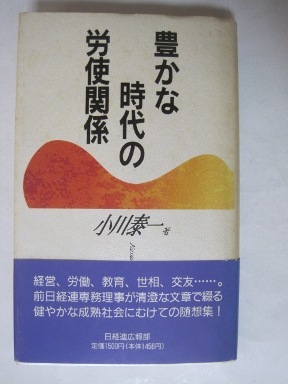 豊かな
時代の
労使関係
小川泰一 著
経営、労働、教育、世相、交友……。
前日経連専務理事が清澄な文章で綴る
健やかな成熟社会にむけての随想集！
日経連広報部
定価1500円(本体1456円)